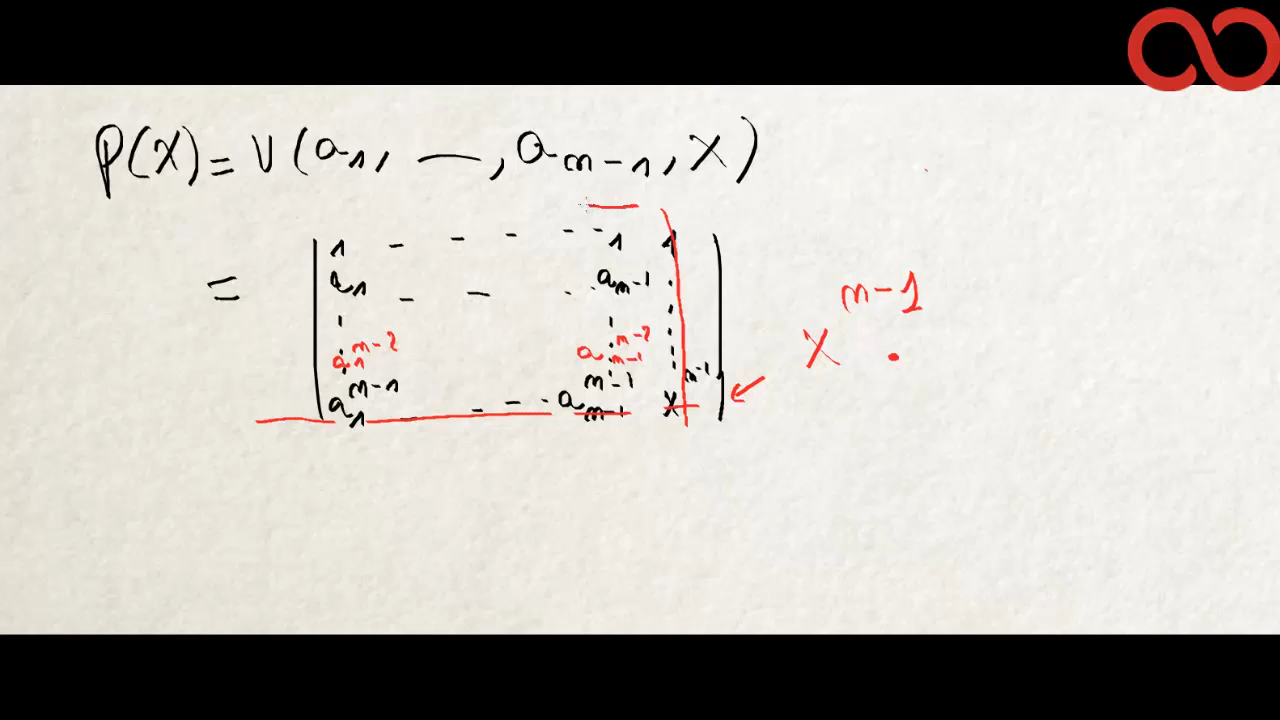 P(X) = V(a₁, —, aₘ₋₁, X)
= | 1 - - - - - 1 1 |
a₁ - - - aₘ₋₁
a₁ᵐ⁻² aₘ₋₁ᵐ⁻² Xᵐ⁻¹ .
a₁ᵐ⁻¹ - - - - aₘ₋₁ᵐ⁻¹ Xᵐ⁻¹